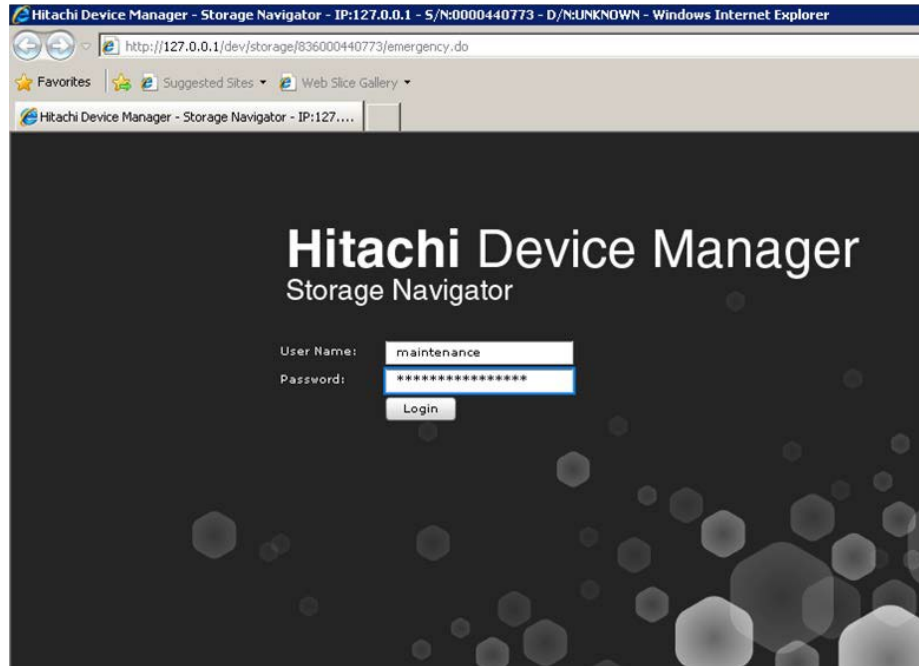 Hitachi Device Manager - Storage Navigator - IP:127.0.0.1 - S/N:0000440773 - D/N:UNKNOWN - Windows Internet Explorer
http://127.0.0.1/dev/storage/836000440773/emergency.do
Favorites Suggested Sites Web Slice Gallery
Hitachi Device Manager - Storage Navigator - IP:127....
Hitachi Device Manager
Storage Navigator
User Name: maintenance
Password: ****************
Login